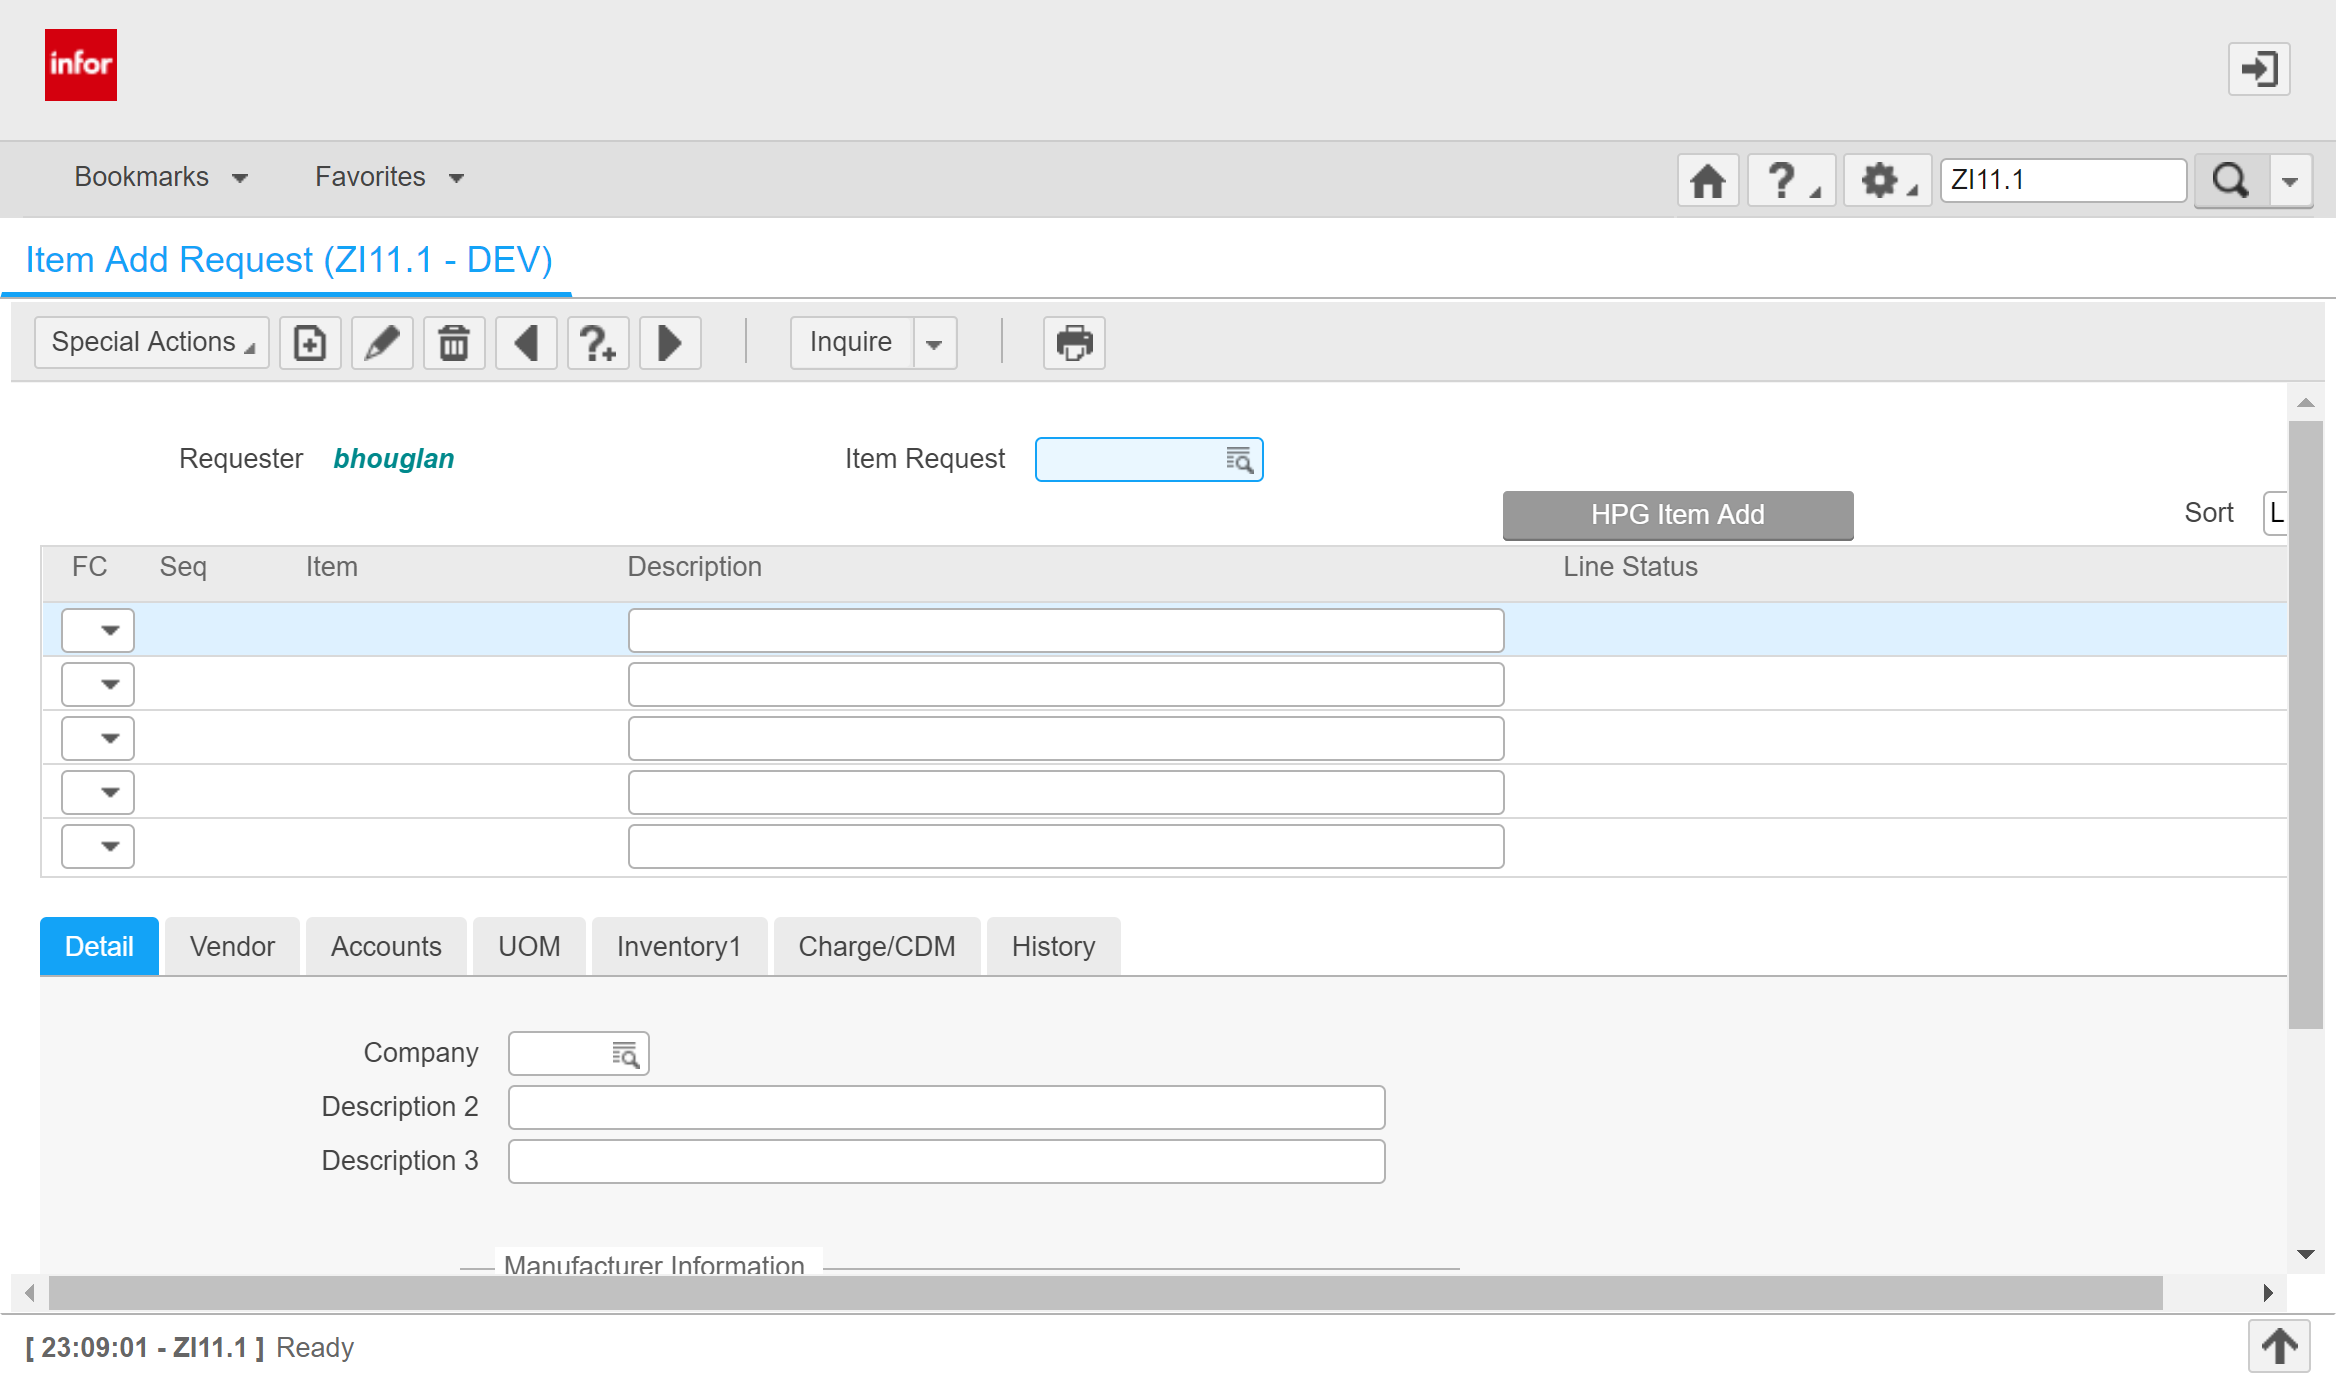 infor
Bookmarks
Favorites
ZI11.1
Item Add Request (ZI11.1 - DEV)
Special Actions
Inquire
Requester bhouglan
Item Request
HPG Item Add
Sort L
FC Seq Item Description Line Status
Detail Vendor Accounts UOM Inventory1 Charge/CDM History
Company
Description 2
Description 3
Manufacturer Information
[ 23:09:01 - ZI11.1 ] Ready